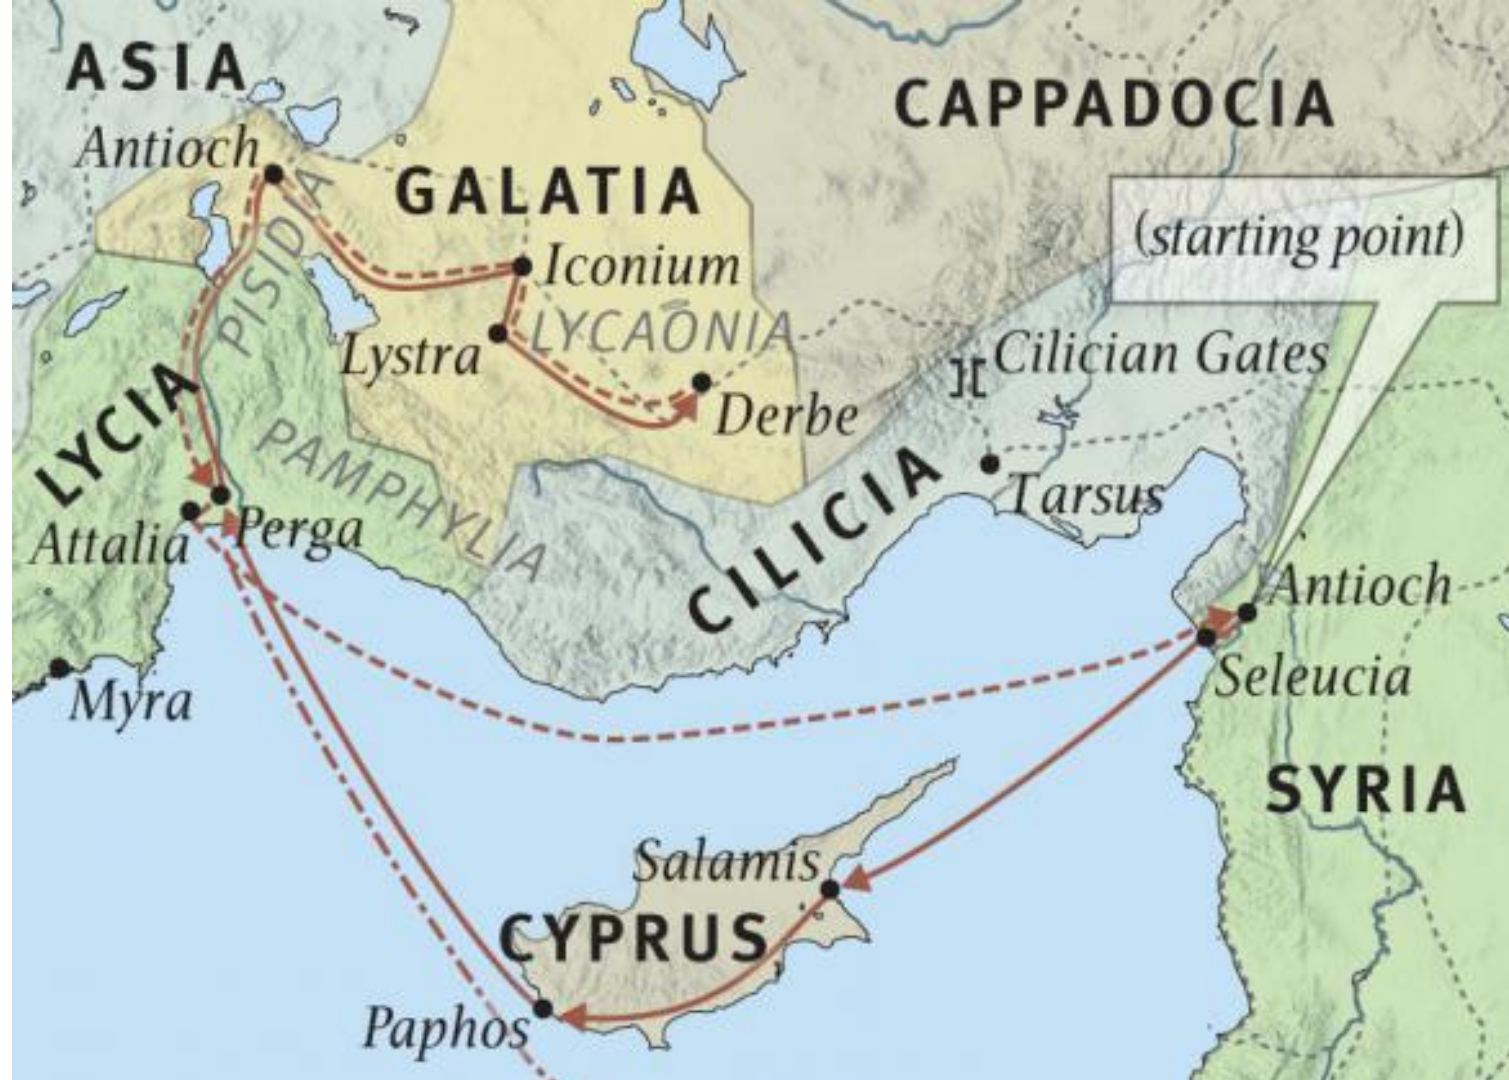 ASIA
CAPPADOCIA
Antioch
GALATIA
PISIDIA
(starting point)
Iconium
LYCAONIA
Lystra
Cilician Gates
Derbe
LYCIA
PAMPHYLIA
CILICIA
Tarsus
Attalia
Perga
Antioch
Myra
Seleucia
SYRIA
Salamis
CYPRUS
Paphos